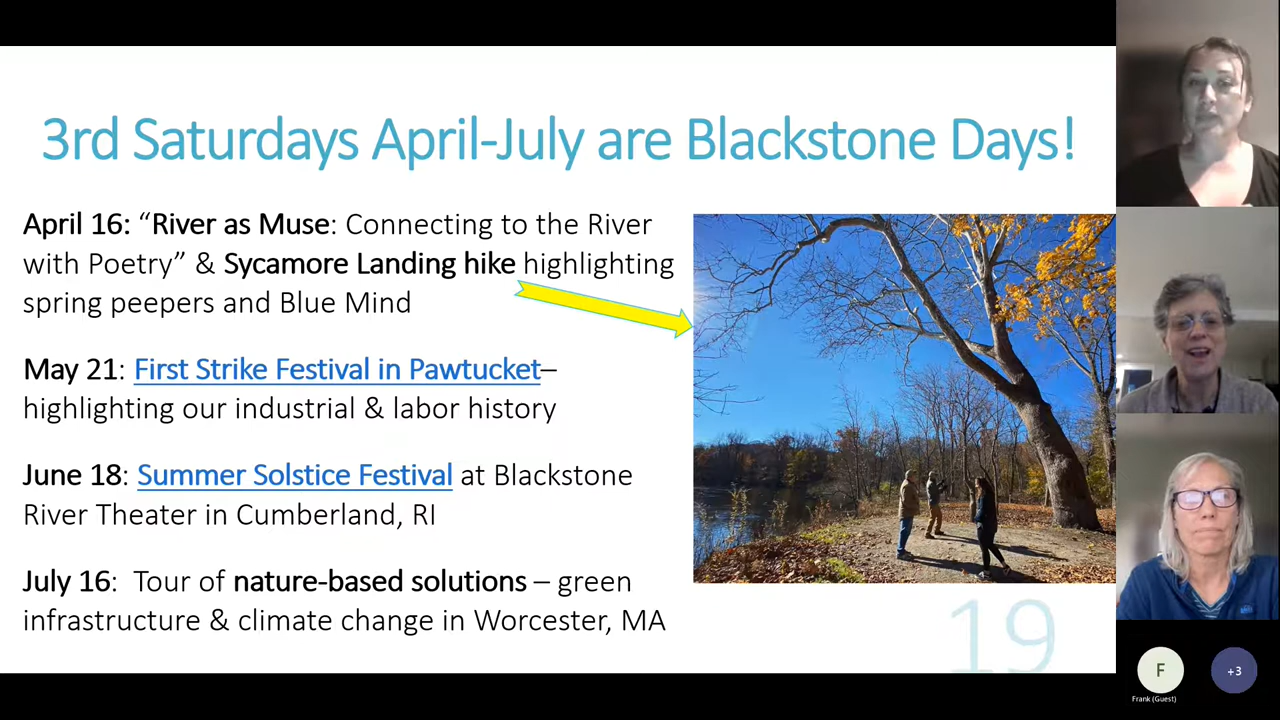 3rd Saturdays April-July are Blackstone Days!
April 16: “River as Muse: Connecting to the River
with Poetry” & Sycamore Landing hike highlighting
spring peepers and Blue Mind
May 21: First Strike Festival in Pawtucket–
highlighting our industrial & labor history
June 18: Summer Solstice Festival at Blackstone
River Theater in Cumberland, RI
July 16: Tour of nature-based solutions – green
infrastructure & climate change in Worcester, MA
19
F
+3
Frank (Guest)